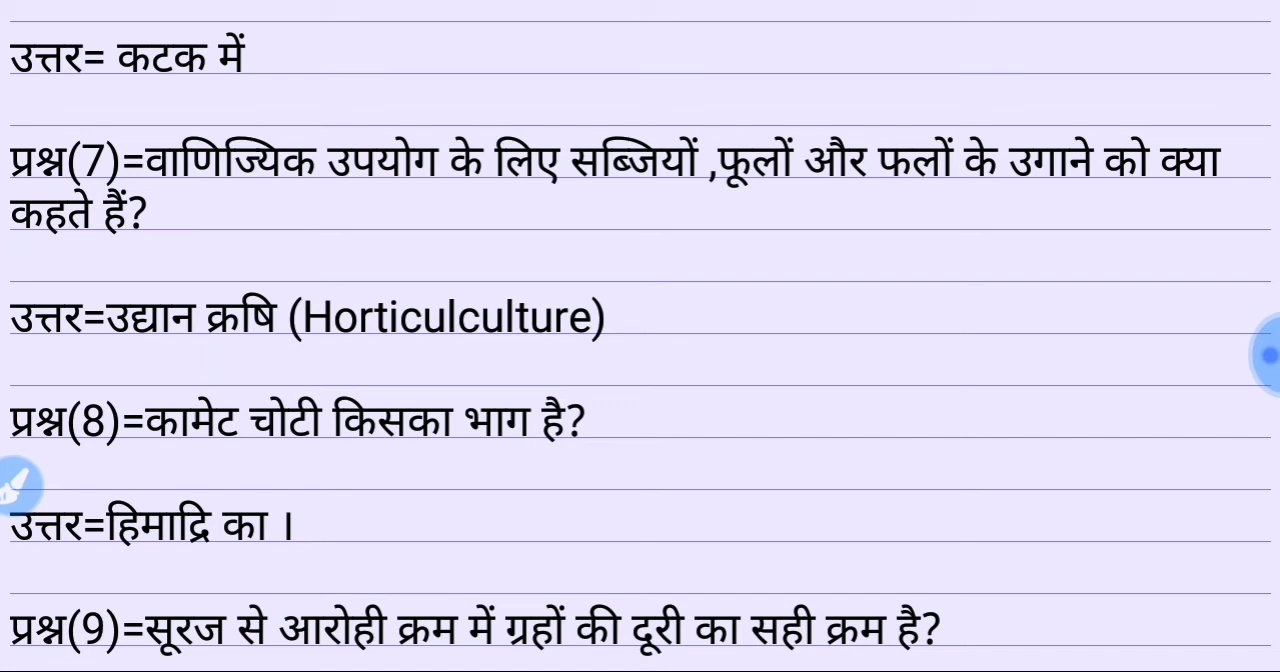 उत्तर= कटक में
प्रश्न(7)=वाणिज्यिक उपयोग के लिए सब्जियों ,फूलों और फलों के उगाने को क्या
कहते हैं?
उत्तर=उद्यान क्रषि (Horticulculture)
प्रश्न(8)=कामेट चोटी किसका भाग है?
उत्तर=हिमाद्रि का ।
प्रश्न(9)=सूरज से आरोही क्रम में ग्रहों की दूरी का सही क्रम है?